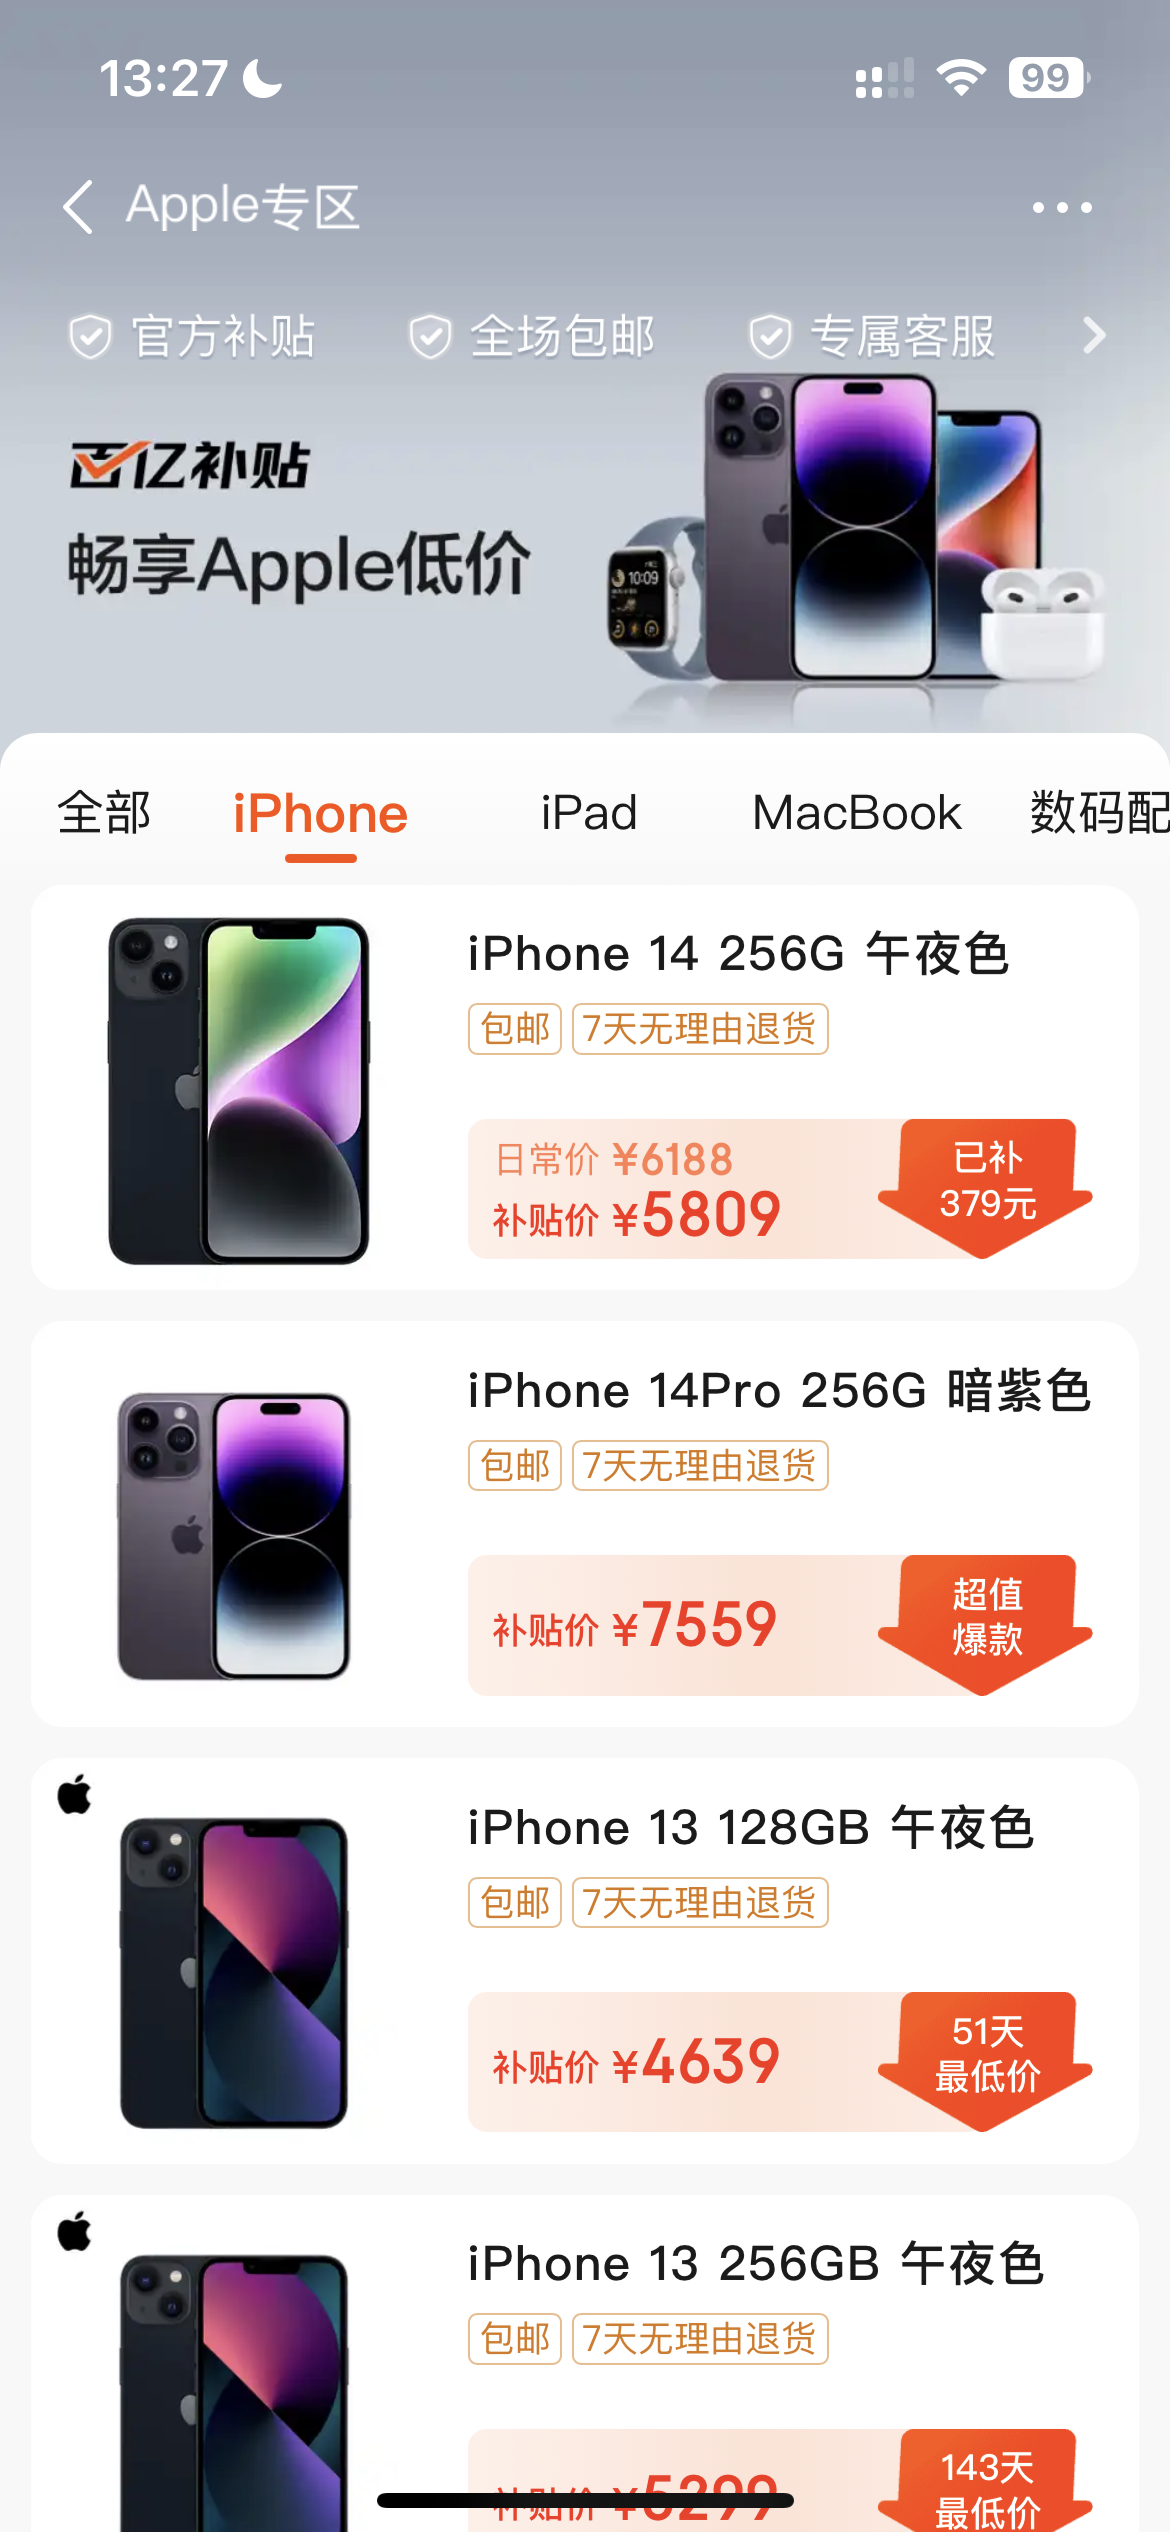 13:27
99
Apple专区
官方补贴 全场包邮 专属客服
百亿补贴
畅享Apple低价
10:09
全部 iPhone iPad MacBook 数码配
iPhone 14 256G 午夜色
包邮 7天无理由退货
日常价 ¥6188
补贴价 ¥5809
已补
379元
iPhone 14Pro 256G 暗紫色
包邮 7天无理由退货
补贴价 ¥7559
超值
爆款
iPhone 13 128GB 午夜色
包邮 7天无理由退货
补贴价 ¥4639
51天
最低价
iPhone 13 256GB 午夜色
包邮 7天无理由退货
补贴价 ¥5299
143天
最低价